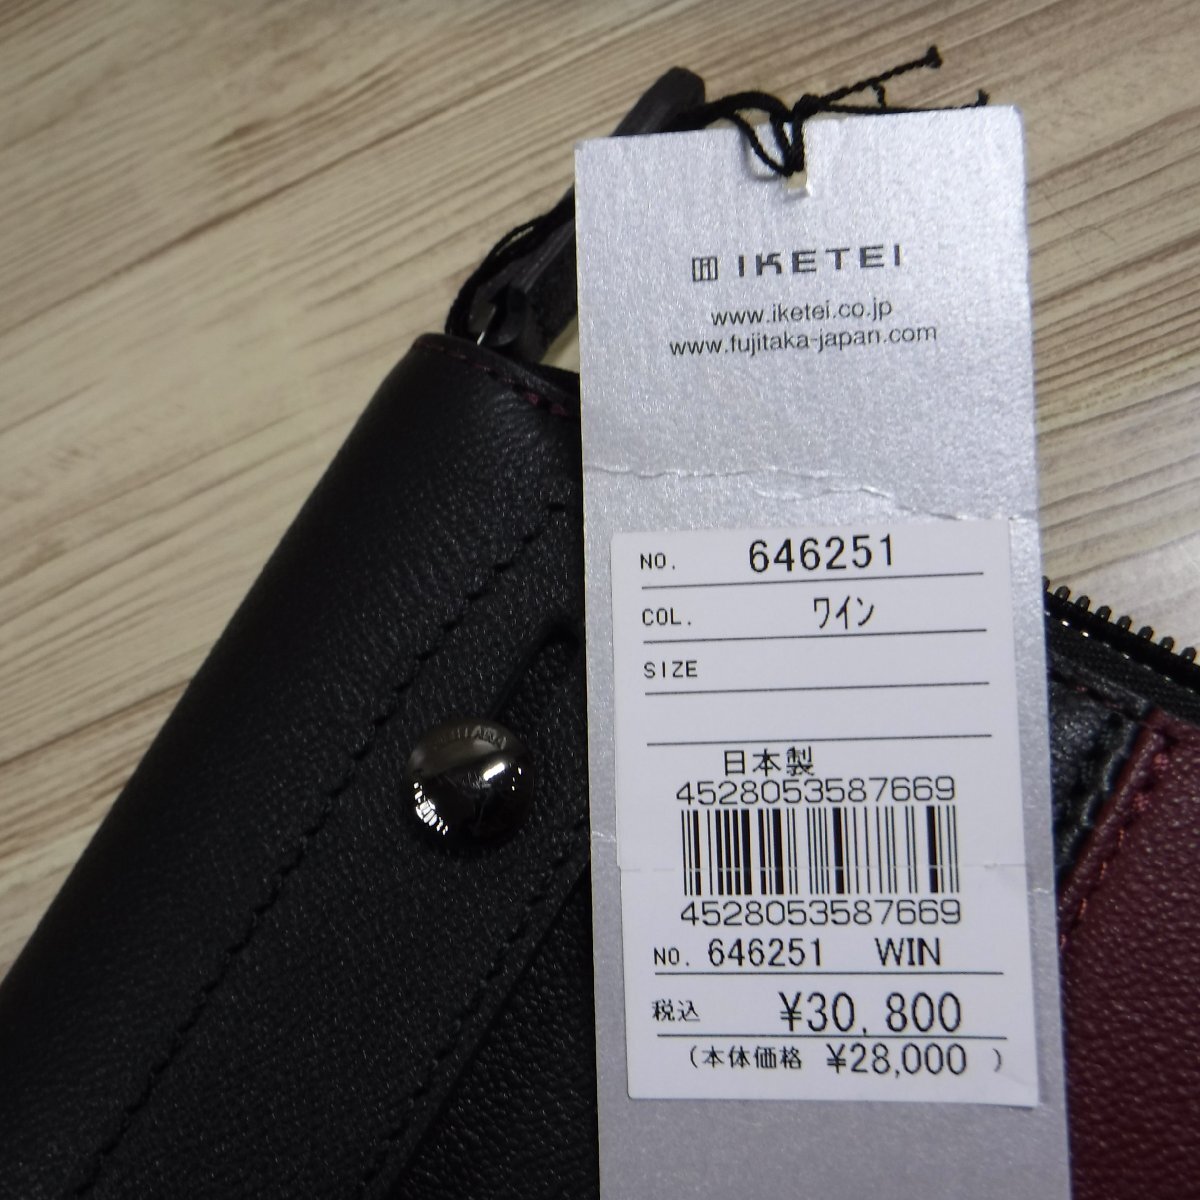 IKETEI
www.iketei.co.jp
www.fujitaka-japan.com
NO. 646251
COL. ワイン
SIZE
日本製
4528053587669
4528053587669
NO. 646251 WIN
税込 ¥30,800
(本体価格 ¥28,000 )